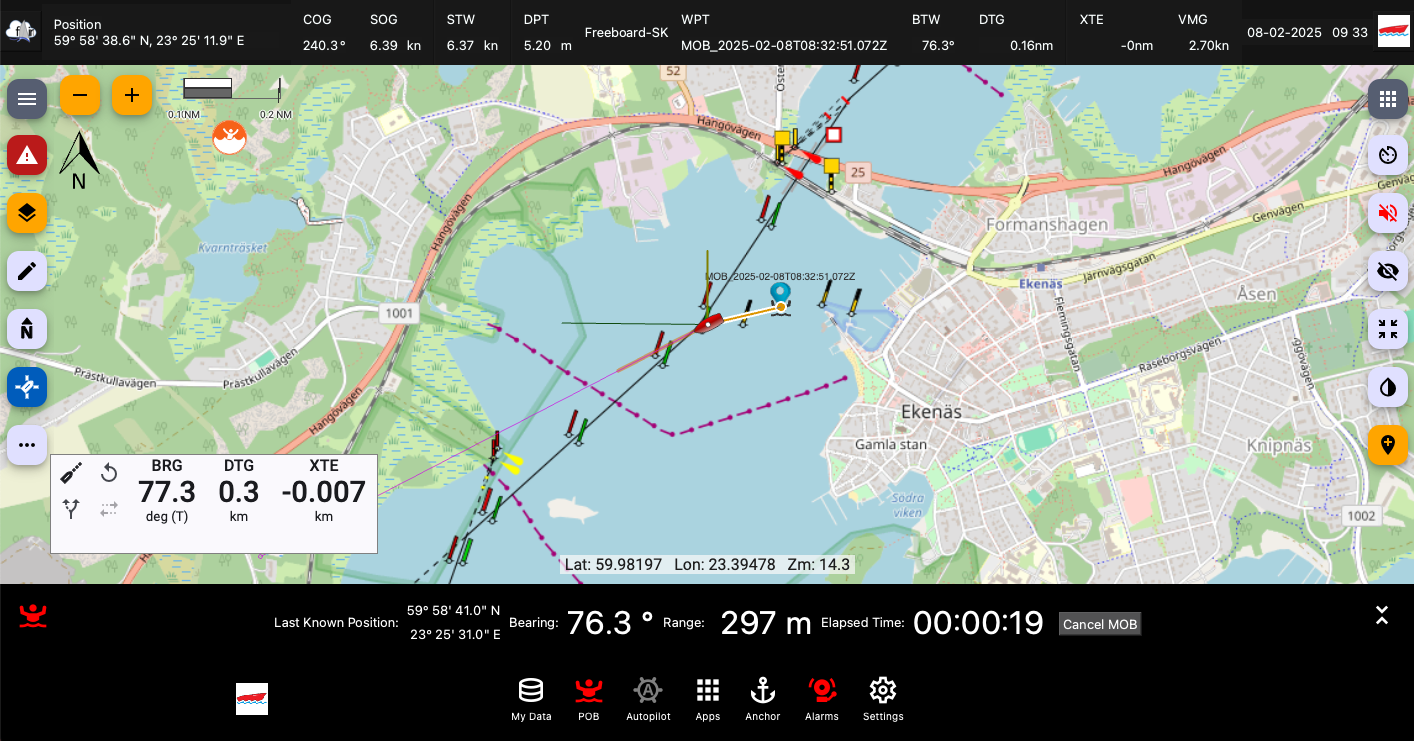 Position
59° 58' 38.6" N, 23° 25' 11.9" E
COG
240.3°
SOG
6.39 kn
STW
6.37 kn
DPT
5.20 m
Freeboard-SK
WPT
MOB_2025-02-08T08:32:51.072Z
BTW
76.3°
DTG
0.16nm
XTE
-0nm
VMG
2.70kn
08-02-2025 09 33
0.1NM
0.2 NM
N
N
52
Hangövägen
25
Formanshagen
Hangövägen
Genvägen
Genvägen
Järnvägsgatan
Ekenäs
Åsen
Kvarnträsket
Hangövägen
MOB_2025-02-08T08:32:51.072Z
1001
Flemingsgatan
Raseborgsvägen
Prästkullavägen
Prästkullavägen
Hangövägen
Ekenäs
Gamla stan
Knipnäs
Södra
viken
1002
BRG
77.3
deg (T)
DTG
0.3
km
XTE
-0.007
km
Lat: 59.98197 Lon: 23.39478 Zm: 14.3
Last Known Position:
59° 58' 41.0" N
23° 25' 31.0" E
Bearing: 76.3 °
Range: 297 m
Elapsed Time: 00:00:19
Cancel MOB
My Data
POB
A
Autopilot
Apps
Anchor
Alarms
Settings